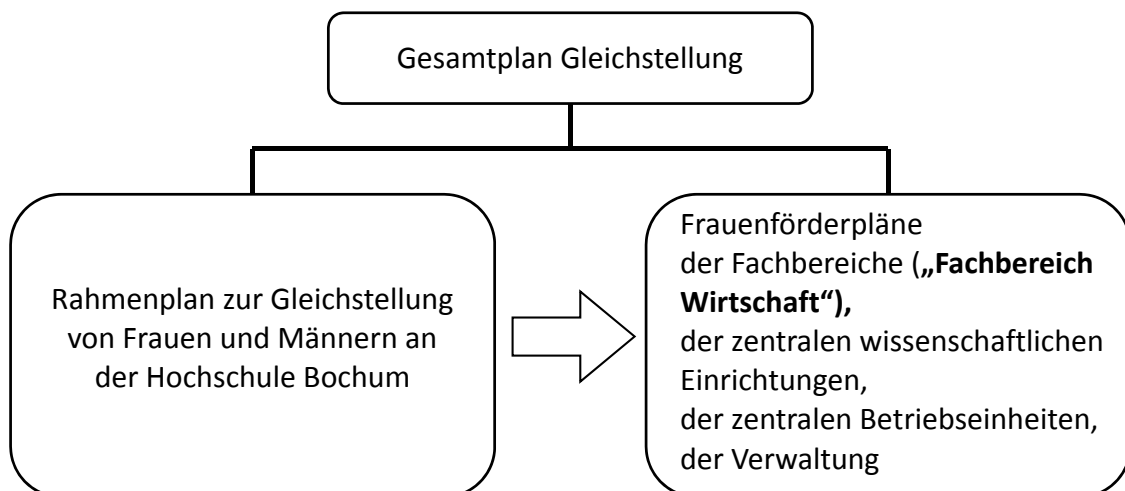 Gesamtplan Gleichstellung
Rahmenplan zur Gleichstellung
von Frauen und Männern an
der Hochschule Bochum
Frauenförderpläne
der Fachbereiche („Fachbereich
Wirtschaft“),
der zentralen wissenschaftlichen
Einrichtungen,
der zentralen Betriebseinheiten,
der Verwaltung